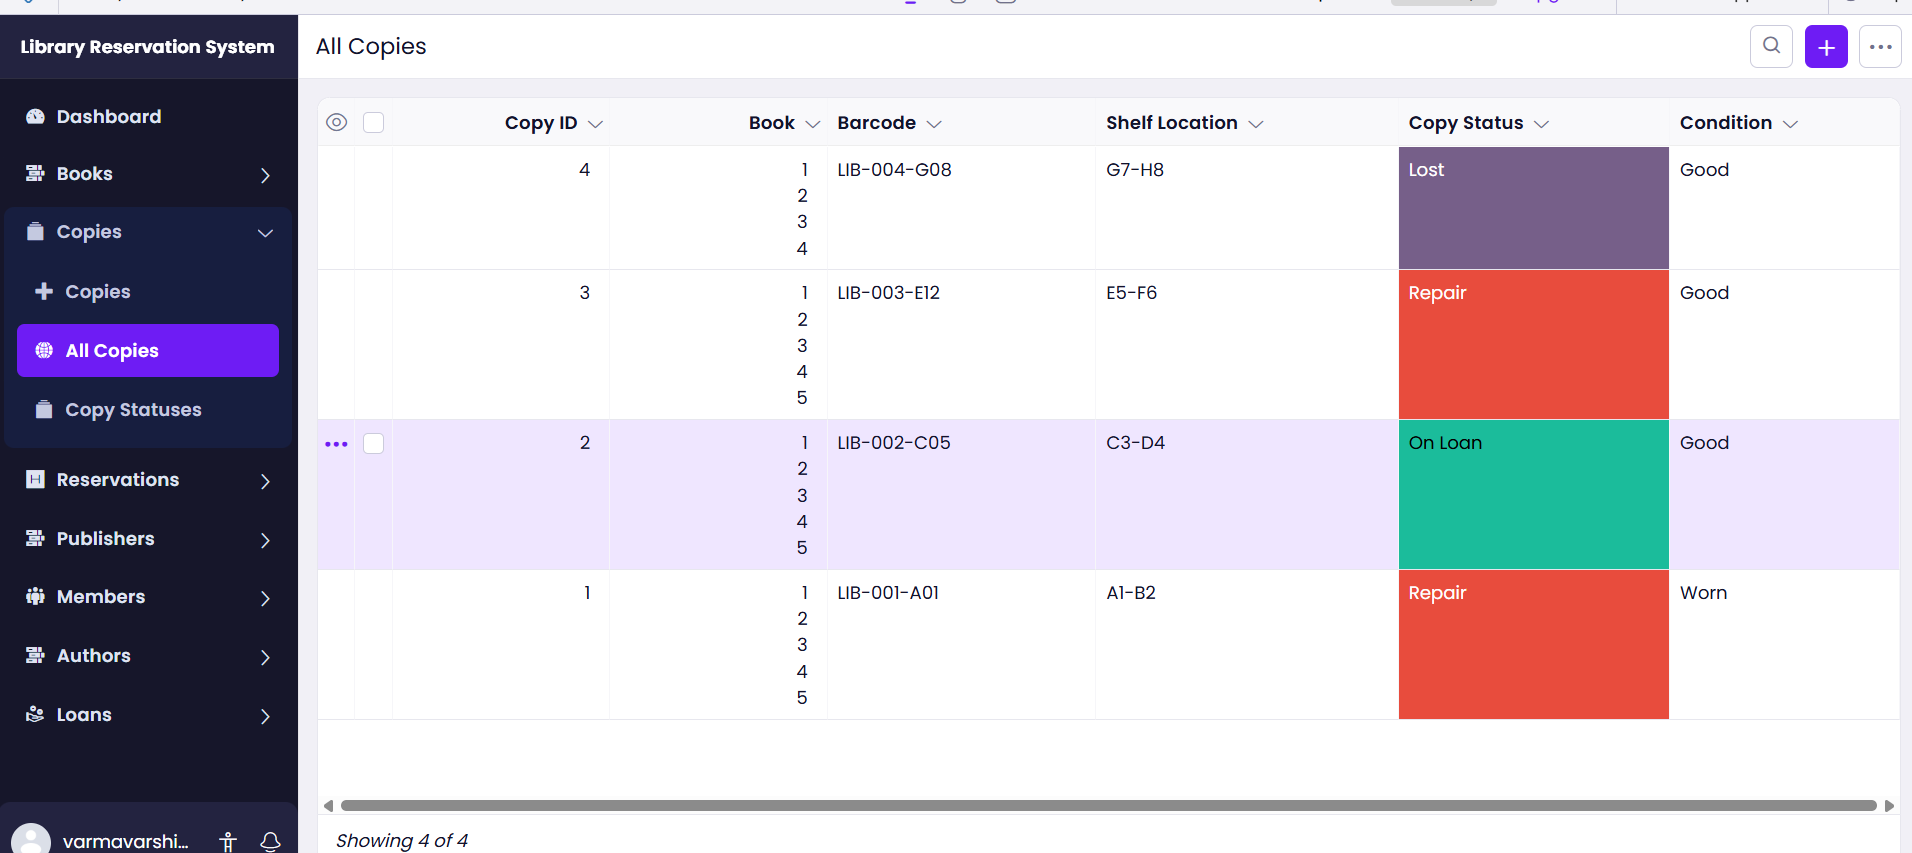 Library Reservation System
All Copies
Dashboard
Books
Copies
Copies
All Copies
Copy Statuses
Reservations
Publishers
Members
Authors
Loans
varmavarshi...
Copy ID Book Barcode Shelf Location Copy Status Condition
4 1 LIB-004-G08 G7-H8 Lost Good
2
3
4
3 1 LIB-003-E12 E5-F6 Repair Good
2
3
4
5
2 1 LIB-002-C05 C3-D4 On Loan Good
2
3
4
5
1 1 LIB-001-A01 A1-B2 Repair Worn
2
3
4
5
Showing 4 of 4